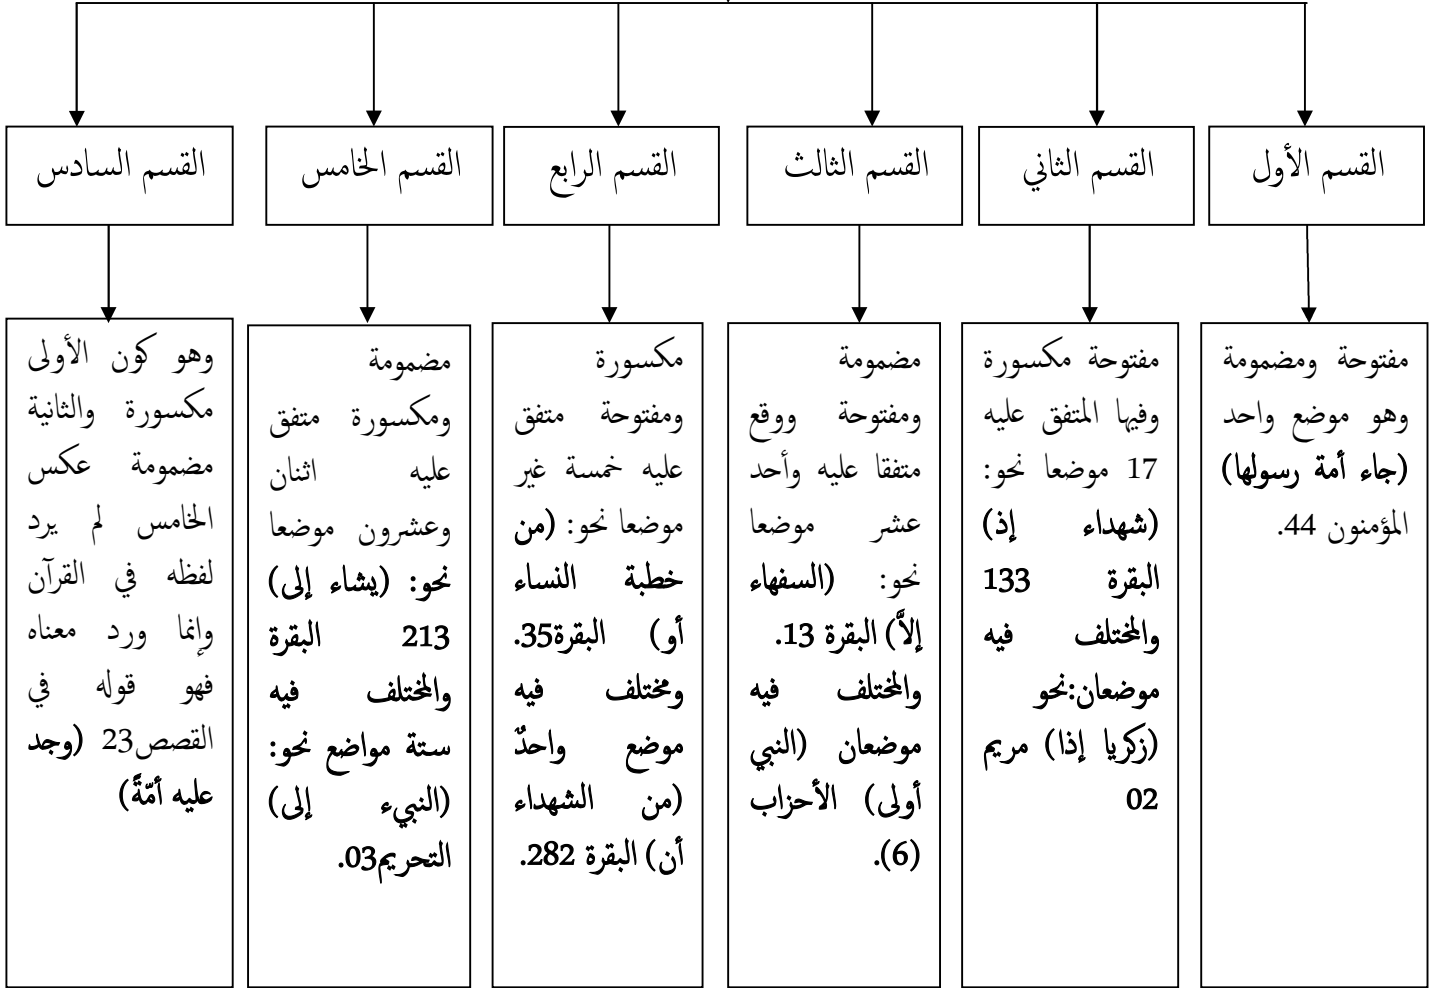 القسم الأول
القسم الثاني
القسم الثالث
القسم الرابع
القسم الخامس
القسم السادس
مفتوحة ومضمومة
وهو موضع واحد
(جاء أمة رسولها)
المؤمنون 44.
مفتوحة مكسورة
وفيها المتفق عليه
17 موضعا نحو:
(شهداء إذ)
البقرة 133
والمختلف فيه
موضعان:نحو
(زكريا إذا) مريم
02
مضمومة
ومفتوحة ووقع
متفقا عليه وأحد
عشر موضعا
نحو: (السفهاء
إلاَّ) البقرة 13.
والمختلف فيه
موضعان (النبي
أولى) الأحزاب
(6).
مكسورة
ومفتوحة متفق
عليه خمسة غير
موضعا نحو: (من
خطبة النساء
أو) البقرة35.
ومختلف فيه
موضع واحدٌ
(من الشهداء
أن) البقرة 282.
مضمومة
ومكسورة متفق
عليه اثنان
وعشرون موضعا
نحو: (يشاء إلى)
البقرة 213
والمختلف فيه
ستة مواضع نحو:
(النبيء إلى)
التحريم03.
وهو كون الأولى
مكسورة والثانية
مضمومة عكس
الخامس لم يرد
لفظه في القرآن
وإنما ورد معناه
فهو قوله في
القصص23 (وجد
عليه أمّةً)